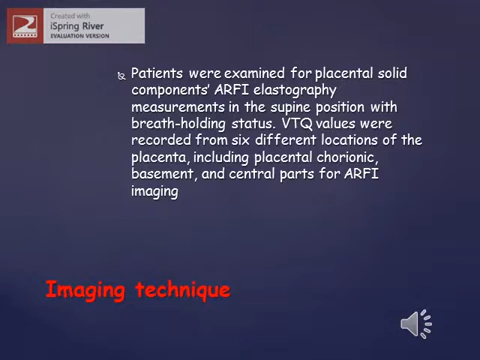 Created with
iSpring River
EVALUATION VERSION
Patients were examined for placental solid
components' ARFI elastography
measurements in the supine position with
breath-holding status. VTQ values were
recorded from six different locations of the
placenta, including placental chorionic,
basement, and central parts for ARFI
imaging
Imaging technique